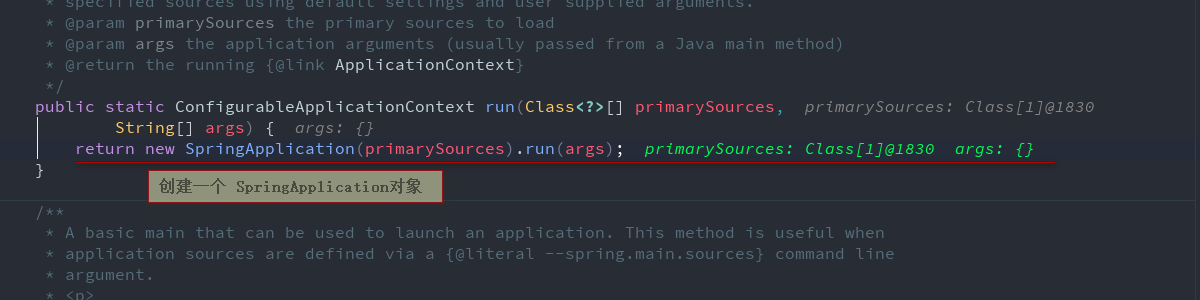 * specified sources using default settings and user supplied arguments.
* @param primarySources the primary sources to load
* @param args the application arguments (usually passed from a Java main method)
* @return the running {@link ApplicationContext}
*/
public static ConfigurableApplicationContext run(Class<?>[] primarySources, primarySources: Class[1]@1830
String[] args) { args: {}
return new SpringApplication(primarySources).run(args); primarySources: Class[1]@1830 args: {}
}
创建一个 SpringApplication对象
/**
* A basic main that can be used to launch an application. This method is useful when
* application sources are defined via a {@literal --spring.main.sources} command line
* argument.
* <p>